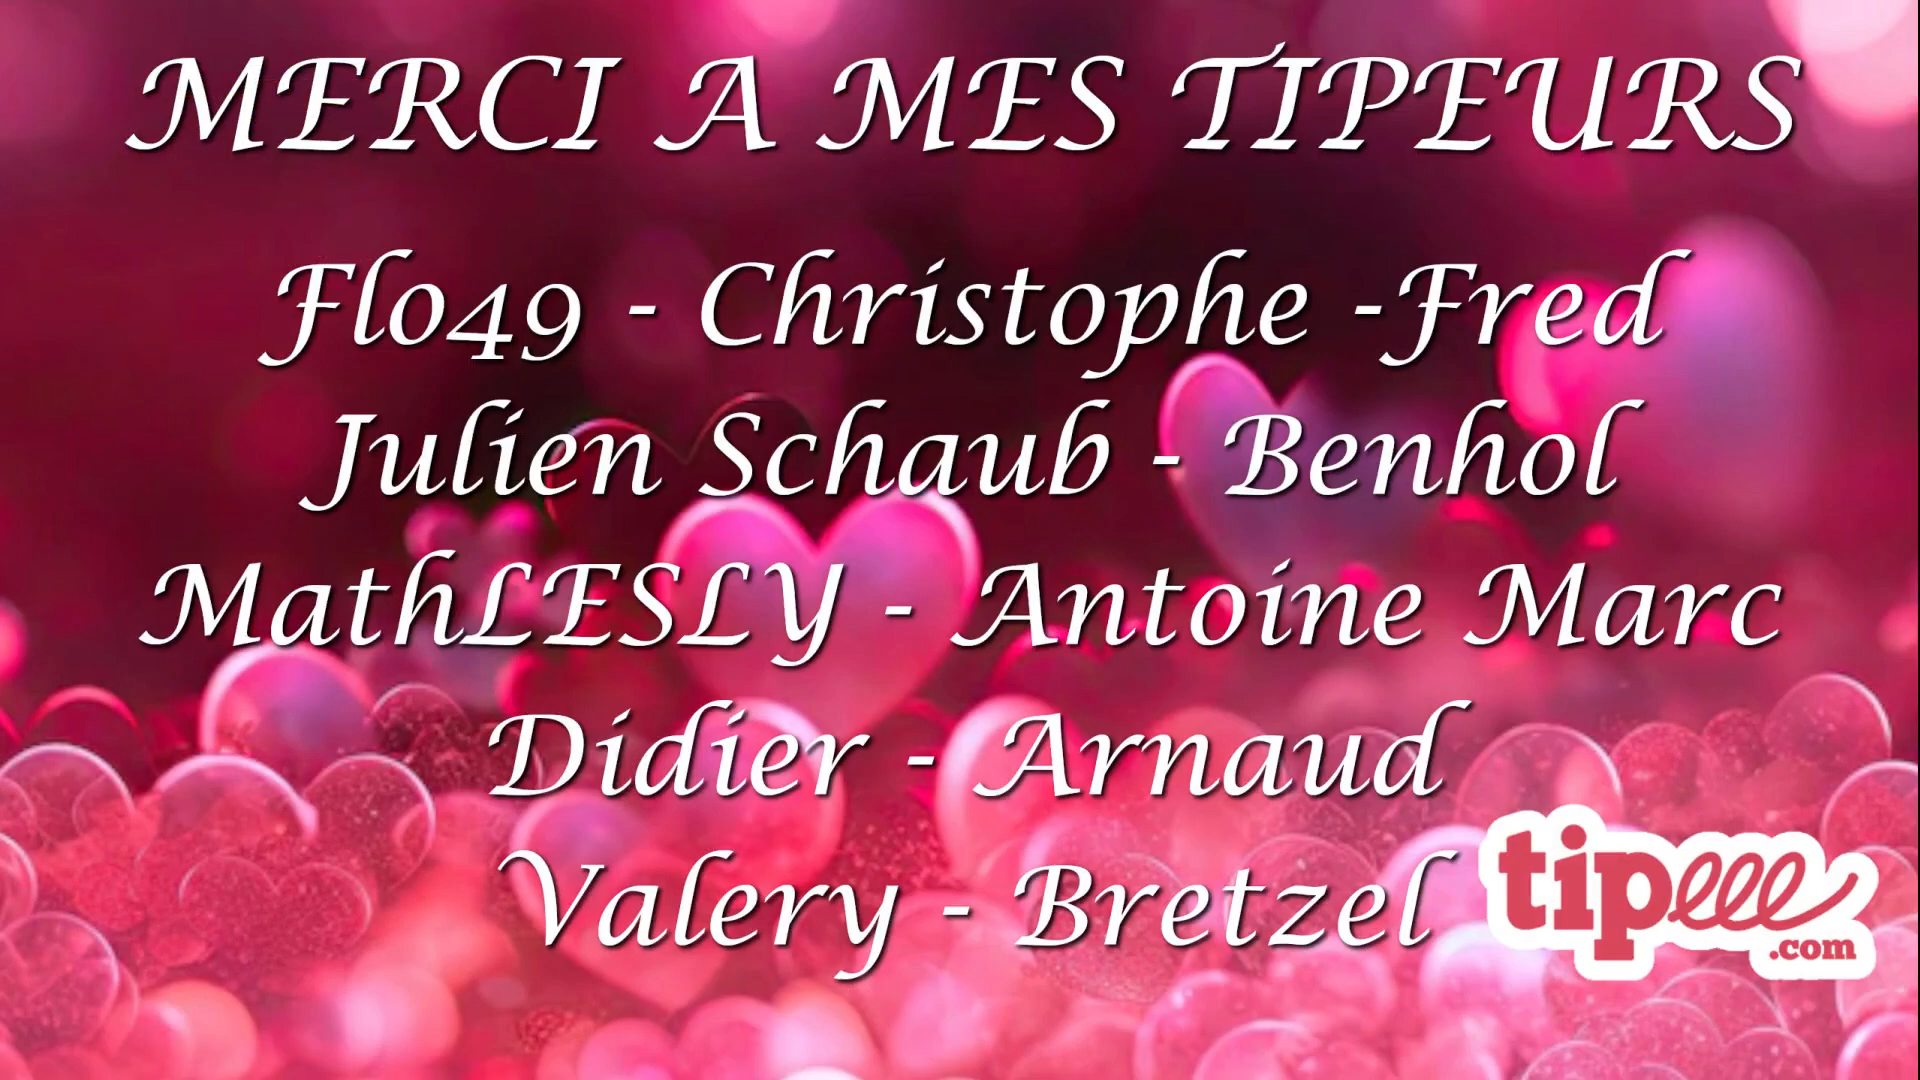 MERCI A MES TIPEURS
Flo49 - Christophe -Fred
Julien Schaub - Benhol
MathLESLY - Antoine Marc
Didier - Arnaud
Valery - Bretzel
tipeee
.com